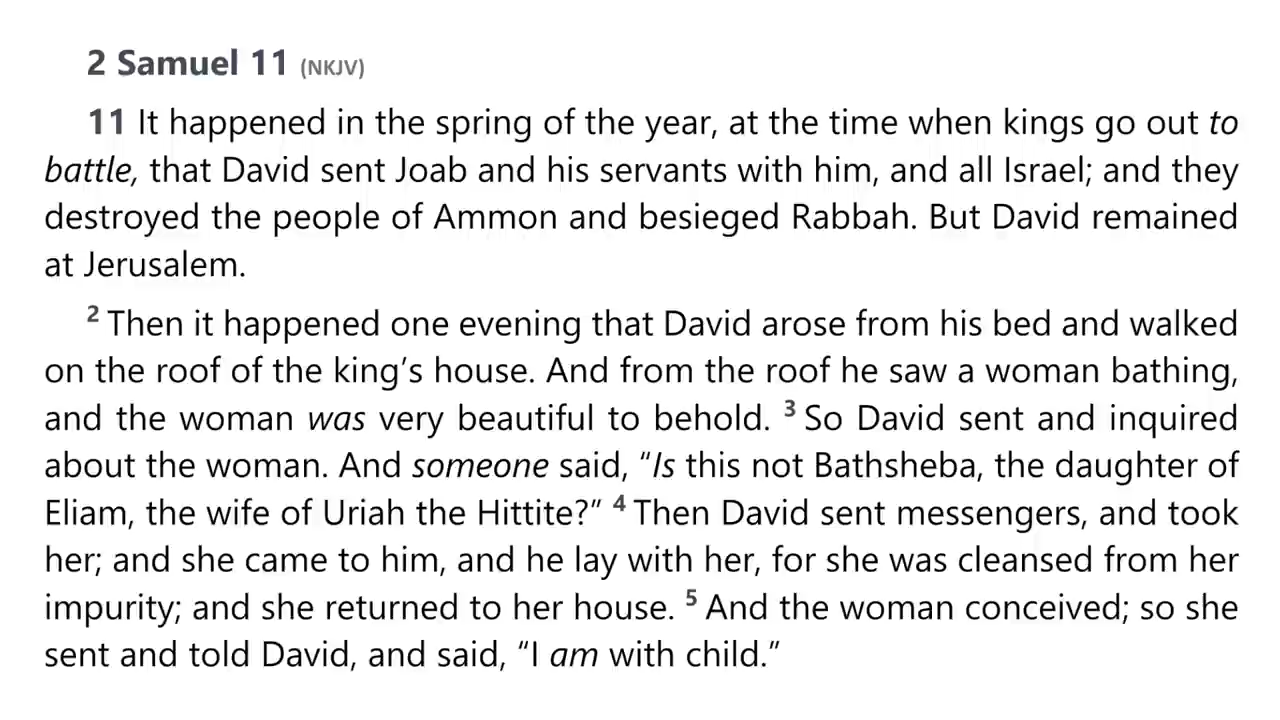 2 Samuel 11 (NKJV)
11 It happened in the spring of the year, at the time when kings go out to
battle, that David sent Joab and his servants with him, and all Israel; and they
destroyed the people of Ammon and besieged Rabbah. But David remained
at Jerusalem.
2 Then it happened one evening that David arose from his bed and walked
on the roof of the king’s house. And from the roof he saw a woman bathing,
and the woman was very beautiful to behold. 3 So David sent and inquired
about the woman. And someone said, “Is this not Bathsheba, the daughter of
Eliam, the wife of Uriah the Hittite?” 4 Then David sent messengers, and took
her; and she came to him, and he lay with her, for she was cleansed from her
impurity; and she returned to her house. 5 And the woman conceived; so she
sent and told David, and said, “I am with child.”